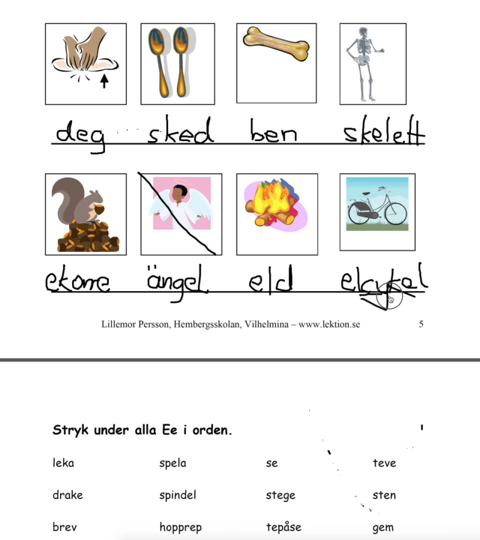 deg sked ben skelett
ekorre ängel eld elcykel
Lillemor Persson, Hembergsskolan, Vilhelmina – www.lektion.se 5
Stryk under alla Ee i orden.
leka spela se teve
drake spindel stege sten
brev hopprep tepåse gem